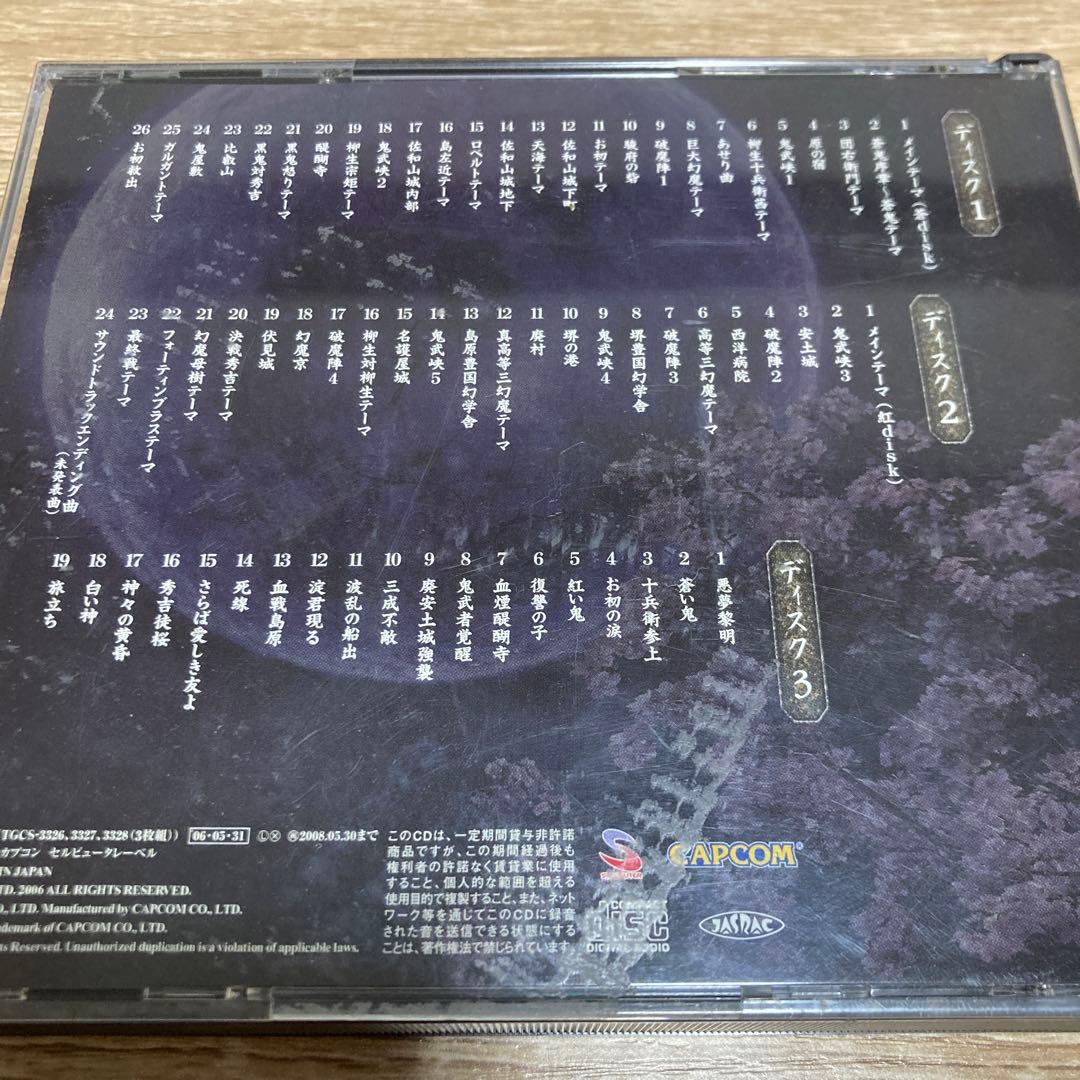 ディスク1
1 メインテーマ(蒼disk)
2 蒼鬼序章～蒼鬼テーマ
3 団右衛門テーマ
4 雁の宿
5 鬼武峡1
6 柳生十兵衛茜テーマ
7 あせり曲
8 巨大幻魔テーマ
9 破魔陣1
10 駿府の砦
11 お初テーマ
12 佐和山城下町
13 天海テーマ
14 佐和山城地下
15 ロベルトテーマ
16 島左近テーマ
17 佐和山城内部
18 鬼武峡2
19 柳生宗矩テーマ
20 醍醐寺
21 黒鬼怒りテーマ
22 黒鬼対秀吉
23 比叡山
24 鬼屋敷
25 ガルガントテーマ
26 お初救出
ディスク2
1 メインテーマ(紅disk)
2 鬼武峡3
3 安土城
4 破魔陣2
5 西洋病院
6 高等三幻魔テーマ
7 破魔陣3
8 堺豊国幻学舎
9 鬼武峡4
10 堺の港
11 廃村
12 真高等三幻魔テーマ
13 島原豊国幻学舎
14 鬼武峡5
15 名護屋城
16 柳生対柳生テーマ
17 破魔陣4
18 幻魔京
19 伏見城
20 決戦秀吉テーマ
21 幻魔母樹テーマ
22 フォーティンブラステーマ
23 最終戦テーマ
24 サウンドトラックエンディング曲
(未発表曲)
ディスク3
1 悪夢黎明
2 蒼い鬼
3 十兵衛参上
4 お初の涙
5 紅い鬼
6 復讐の子
7 血煙醍醐寺
8 鬼武者覚醒
9 廃安土城強襲
10 三成不敵
11 波乱の船出
12 淀君現る
13 血戦島原
14 死線
15 さらば愛しき友よ
16 秀吉徒桜
17 神々の黄昏
18 白い神
19 旅立ち
TGCS-3326、3327、3328(3枚組)) 06・05・31 Ⓛ 2008.05.30まで
カプコン セルピュータレーベル
IN JAPAN
LTD. 2006 ALL RIGHTS RESERVED.
CO., LTD. Manufactured by CAPCOM CO., LTD.
trademark of CAPCOM CO., LTD.
Rights Reserved. Unauthorized duplication is a violation of applicable laws.
このCDは、一定期間貸与非許諾
商品ですが、この期間経過後も
権利者の許諾なく賃貸業に使用
すること、個人的な範囲を超える
使用目的で複製すること、また、ネット
ワーク等を通じてこのCDに録音
された音を送信できる状態にする
ことは、著作権法で禁じられています。
CAPCOM
COMPACT
disc
DIGITAL AUDIO
JASRAC